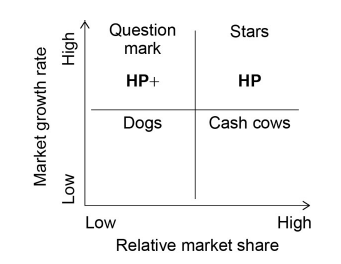 Question
mark
Stars
HP+
HP
Dogs
Cash cows
Market growth rate
High
Low
Low
High
Relative market share